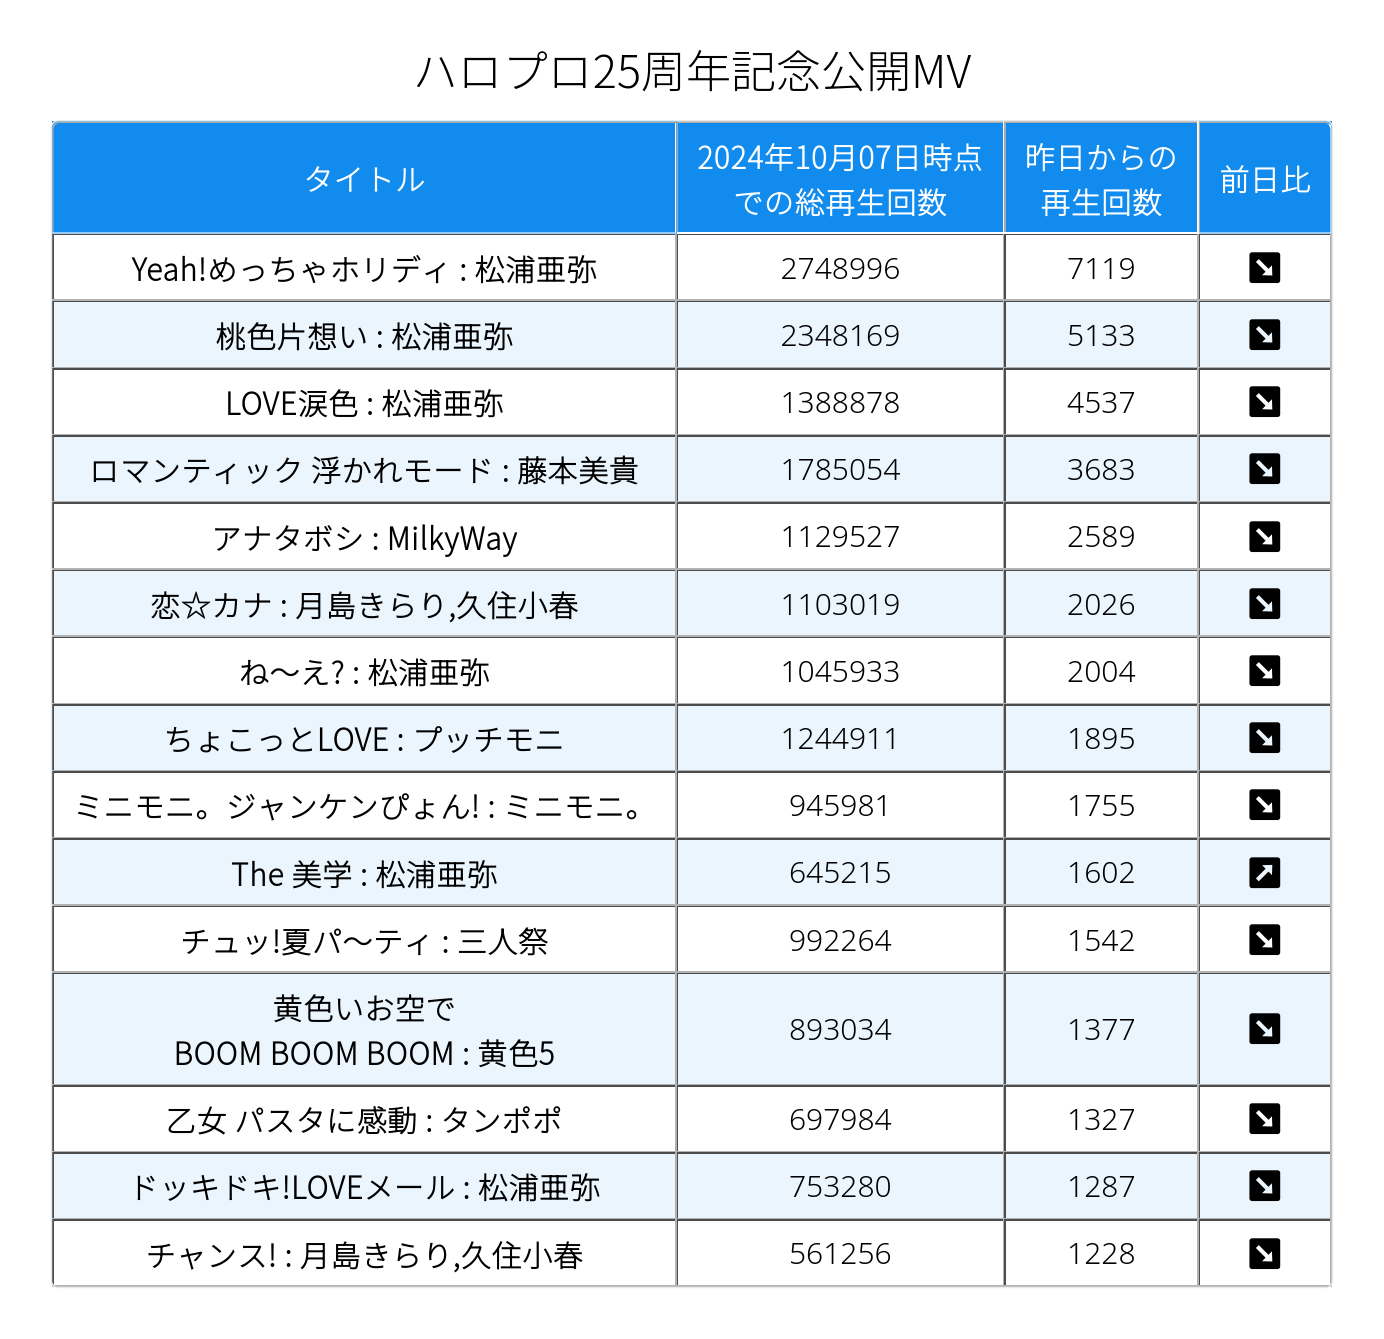 ハロプロ25周年記念公開MV
タイトル 2024年10月07日時点での総再生回数 昨日からの再生回数 前日比
Yeah!めっちゃホリディ : 松浦亜弥 2748996 7119 ↘
桃色片想い : 松浦亜弥 2348169 5133 ↘
LOVE涙色 : 松浦亜弥 1388878 4537 ↘
ロマンティック 浮かれモード : 藤本美貴 1785054 3683 ↘
アナタボシ : MilkyWay 1129527 2589 ↘
恋☆カナ : 月島きらり,久住小春 1103019 2026 ↘
ね～え? : 松浦亜弥 1045933 2004 ↘
ちょこっとLOVE : プッチモニ 1244911 1895 ↘
ミニモニ。ジャンケンぴょん! : ミニモニ。 945981 1755 ↘
The 美学 : 松浦亜弥 645215 1602 ↗
チュッ!夏パ～ティ : 三人祭 992264 1542 ↘
黄色いお空で
BOOM BOOM BOOM : 黄色5 893034 1377 ↘
乙女 パスタに感動 : タンポポ 697984 1327 ↘
ドッキドキ!LOVEメール : 松浦亜弥 753280 1287 ↘
チャンス! : 月島きらり,久住小春 561256 1228 ↘